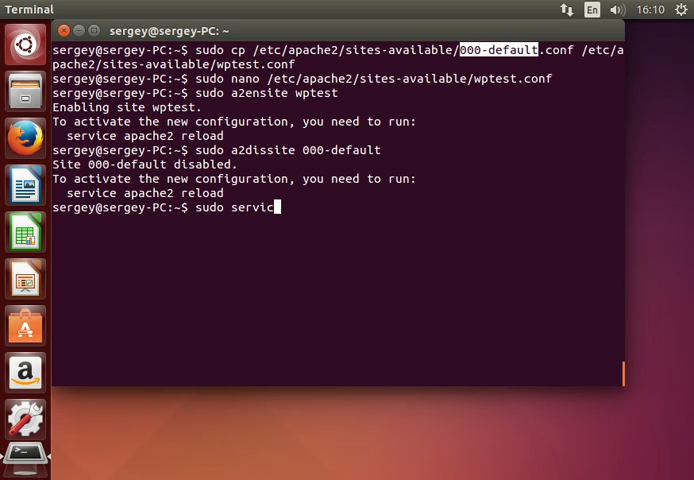 Terminal
En
16:10
sergey@sergey-PC: ~
sergey@sergey-PC:~$ sudo cp /etc/apache2/sites-available/000-default.conf /etc/a
pache2/sites-available/wptest.conf
sergey@sergey-PC:~$ sudo nano /etc/apache2/sites-available/wptest.conf
sergey@sergey-PC:~$ sudo a2ensite wptest
Enabling site wptest.
To activate the new configuration, you need to run:
  service apache2 reload
sergey@sergey-PC:~$ sudo a2dissite 000-default
Site 000-default disabled.
To activate the new configuration, you need to run:
  service apache2 reload
sergey@sergey-PC:~$ sudo servic